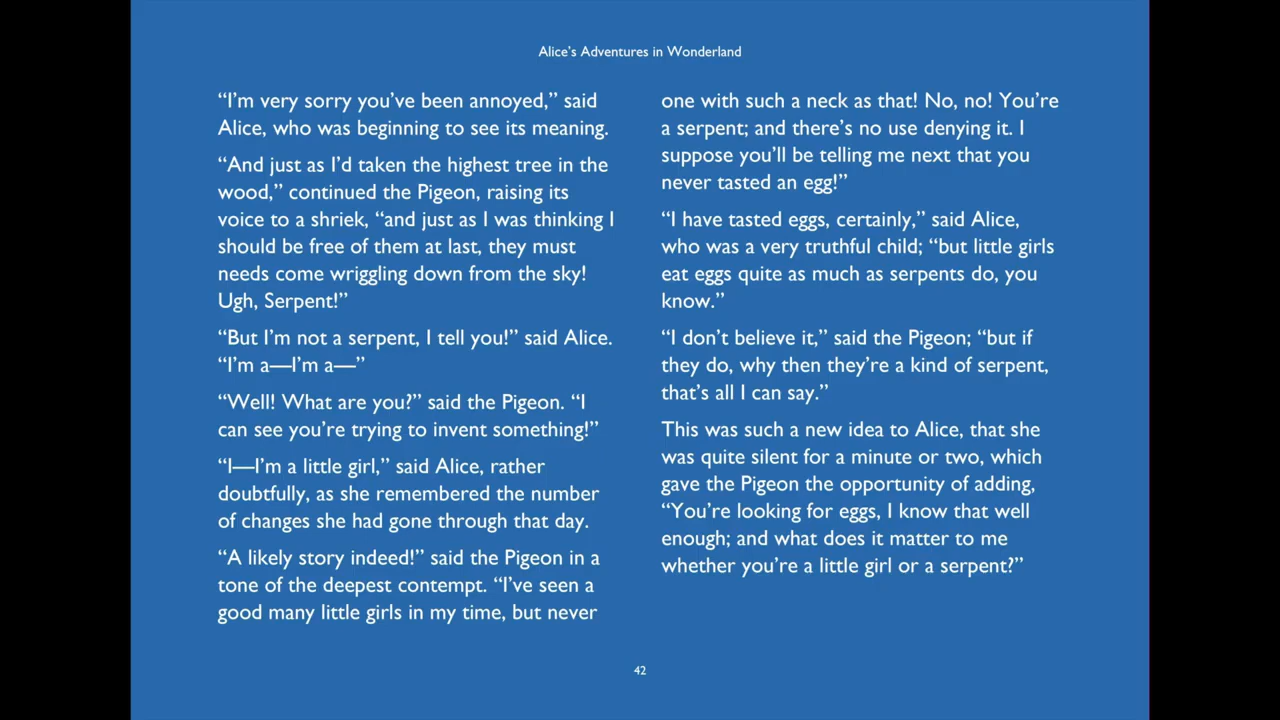 Alice’s Adventures in Wonderland
“I’m very sorry you’ve been annoyed,” said
Alice, who was beginning to see its meaning.
“And just as I’d taken the highest tree in the
wood,” continued the Pigeon, raising its
voice to a shriek, “and just as I was thinking I
should be free of them at last, they must
needs come wriggling down from the sky!
Ugh, Serpent!”
“But I’m not a serpent, I tell you!” said Alice.
“I’m a—I’m a—”
“Well! What are you?” said the Pigeon. “I
can see you’re trying to invent something!”
“I—I’m a little girl,” said Alice, rather
doubtfully, as she remembered the number
of changes she had gone through that day.
“A likely story indeed!” said the Pigeon in a
tone of the deepest contempt. “I’ve seen a
good many little girls in my time, but never
one with such a neck as that! No, no! You’re
a serpent; and there’s no use denying it. I
suppose you’ll be telling me next that you
never tasted an egg!”
“I have tasted eggs, certainly,” said Alice,
who was a very truthful child; “but little girls
eat eggs quite as much as serpents do, you
know.”
“I don’t believe it,” said the Pigeon; “but if
they do, why then they’re a kind of serpent,
that’s all I can say.”
This was such a new idea to Alice, that she
was quite silent for a minute or two, which
gave the Pigeon the opportunity of adding,
“You’re looking for eggs, I know that well
enough; and what does it matter to me
whether you’re a little girl or a serpent?”
42